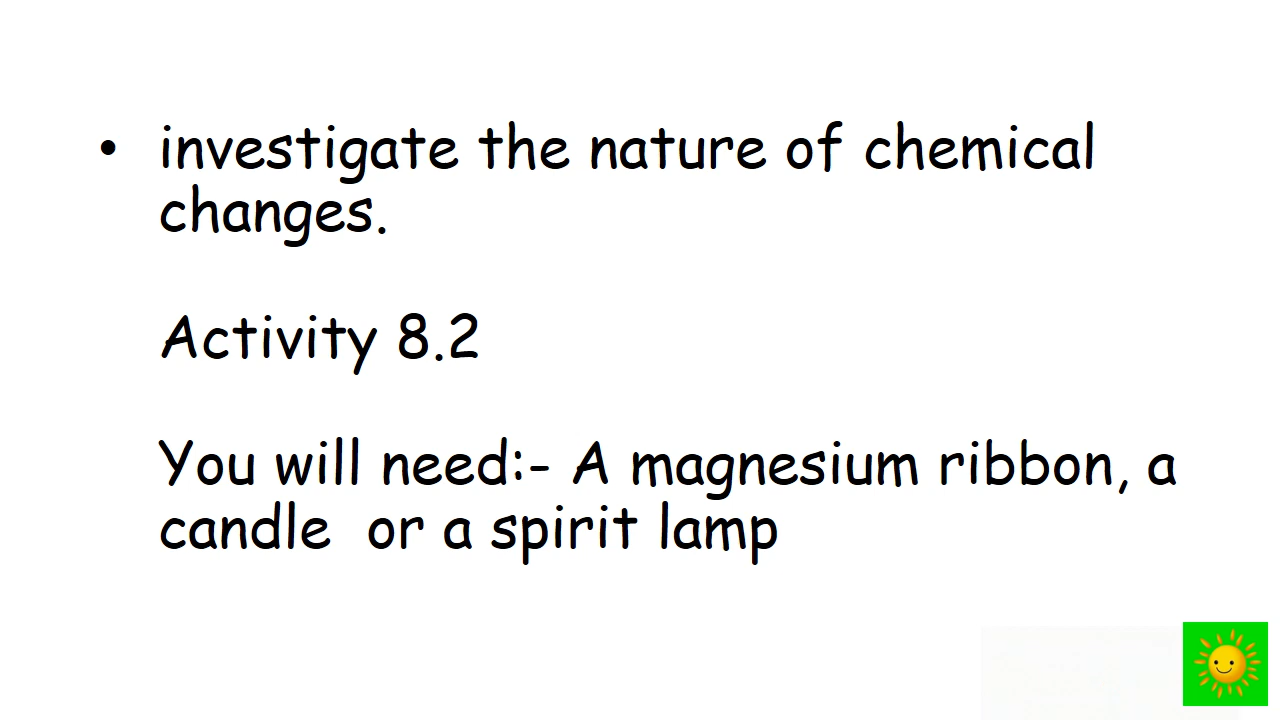 • investigate the nature of chemical
changes.
Activity 8.2
You will need:- A magnesium ribbon, a
candle  or a spirit lamp